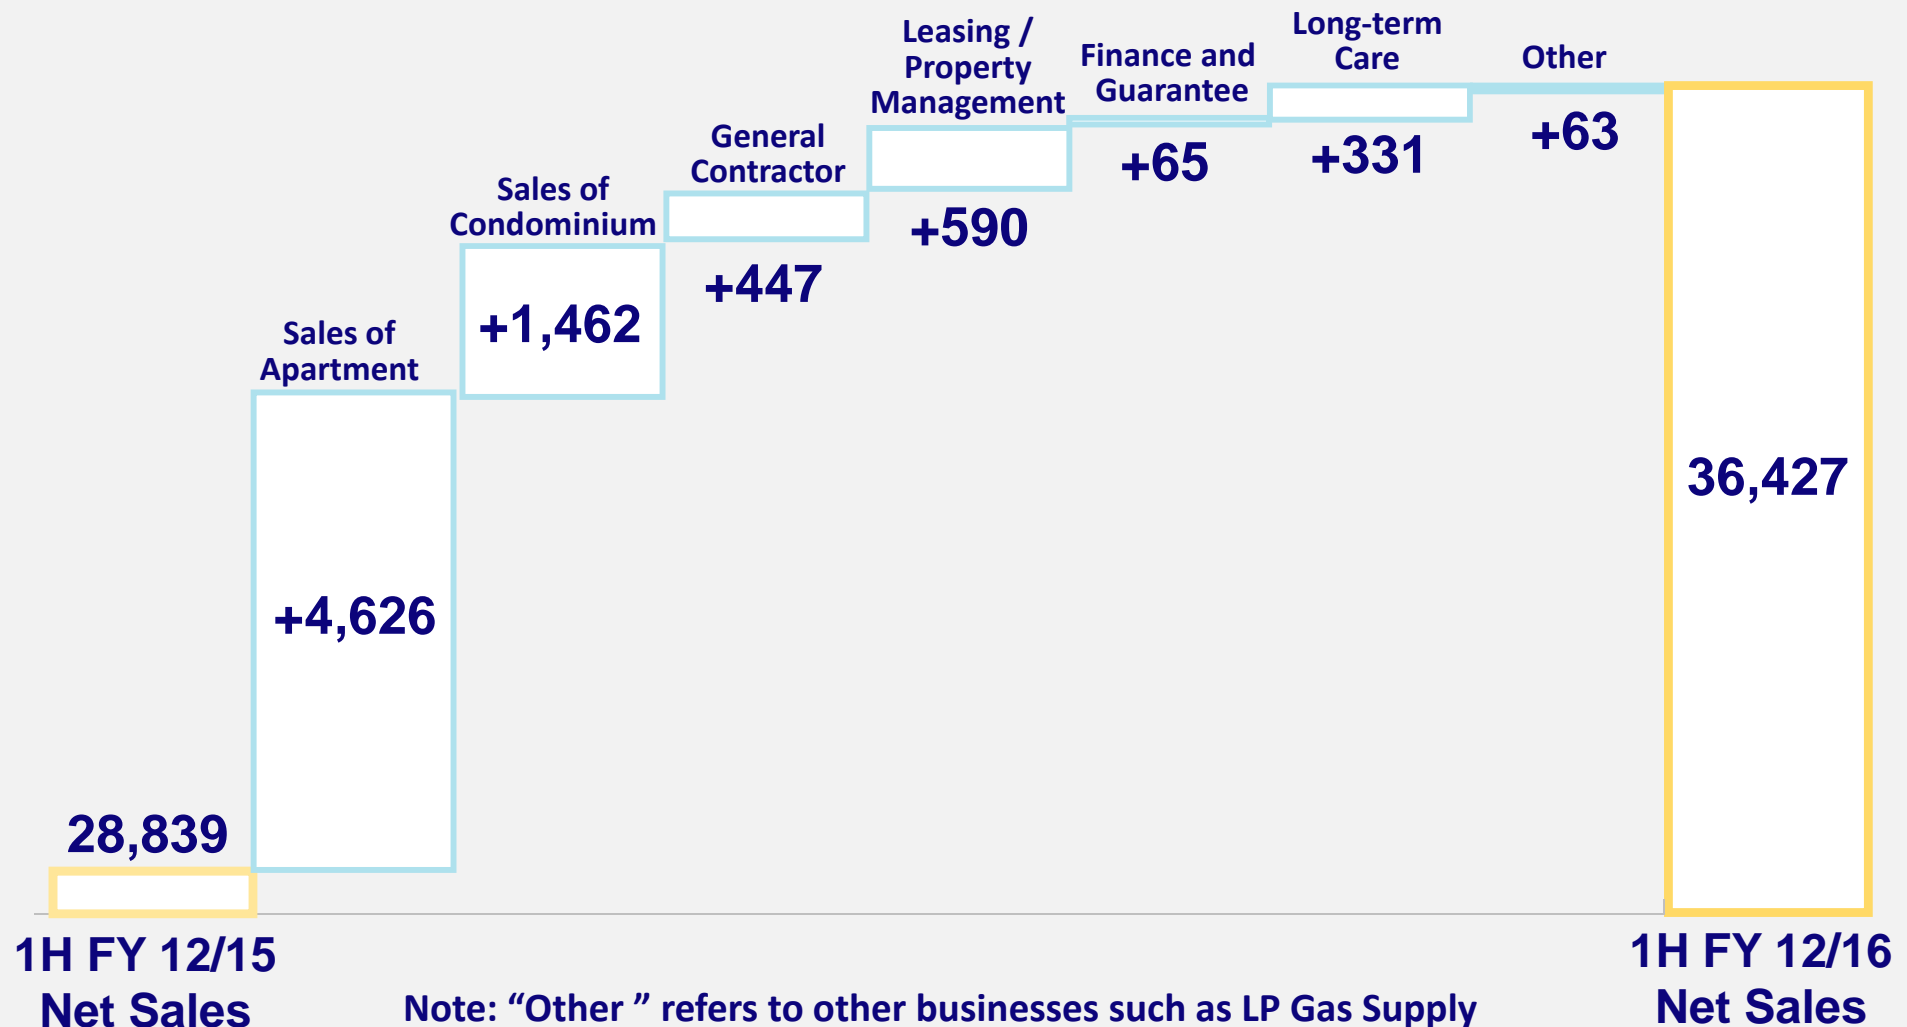 28,839
1H FY 12/15
Net Sales
Sales of
Apartment
+4,626
Sales of
Condominium
+1,462
General
Contractor
+447
Leasing /
Property
Management
+590
Finance and
Guarantee
+65
Long-term
Care
+331
Other
+63
36,427
1H FY 12/16
Net Sales
Note: “Other ” refers to other businesses such as LP Gas Supply